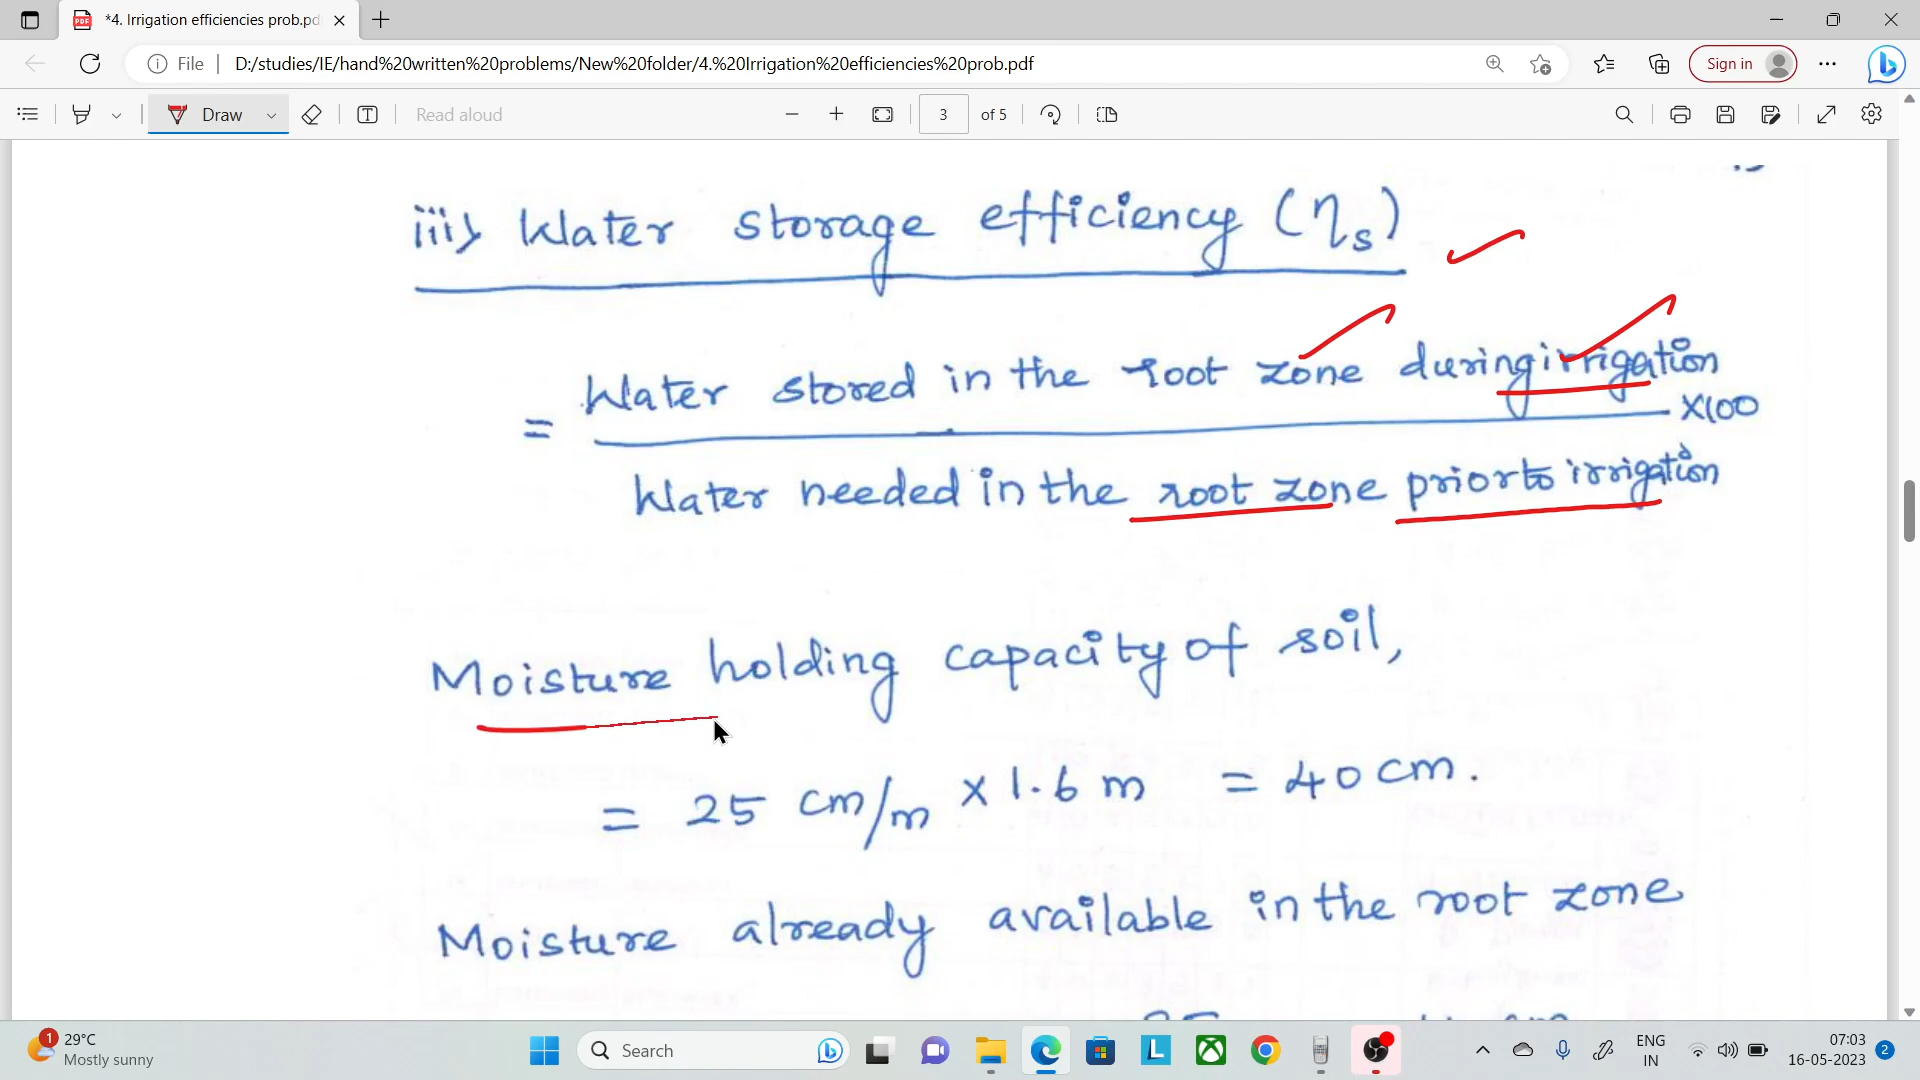 *4. Irrigation efficiencies prob.pd
File
D:/studies/IE/hand%20written%20problems/New%20folder/4.%20Irrigation%20efficiencies%20prob.pdf
Sign in
Draw
Read aloud
3 of 5
iii) Water storage efficiency (ηs)
= Water stored in the root zone during irrigation
X100
Water needed in the root zone prior to irrigation
Moisture holding capacity of soil,
= 25 cm/m X 1.6 m = 40 cm.
Moisture already available in the root zone
1
29°C
Mostly sunny
Search
ENG
IN
07:03
16-05-2023
2